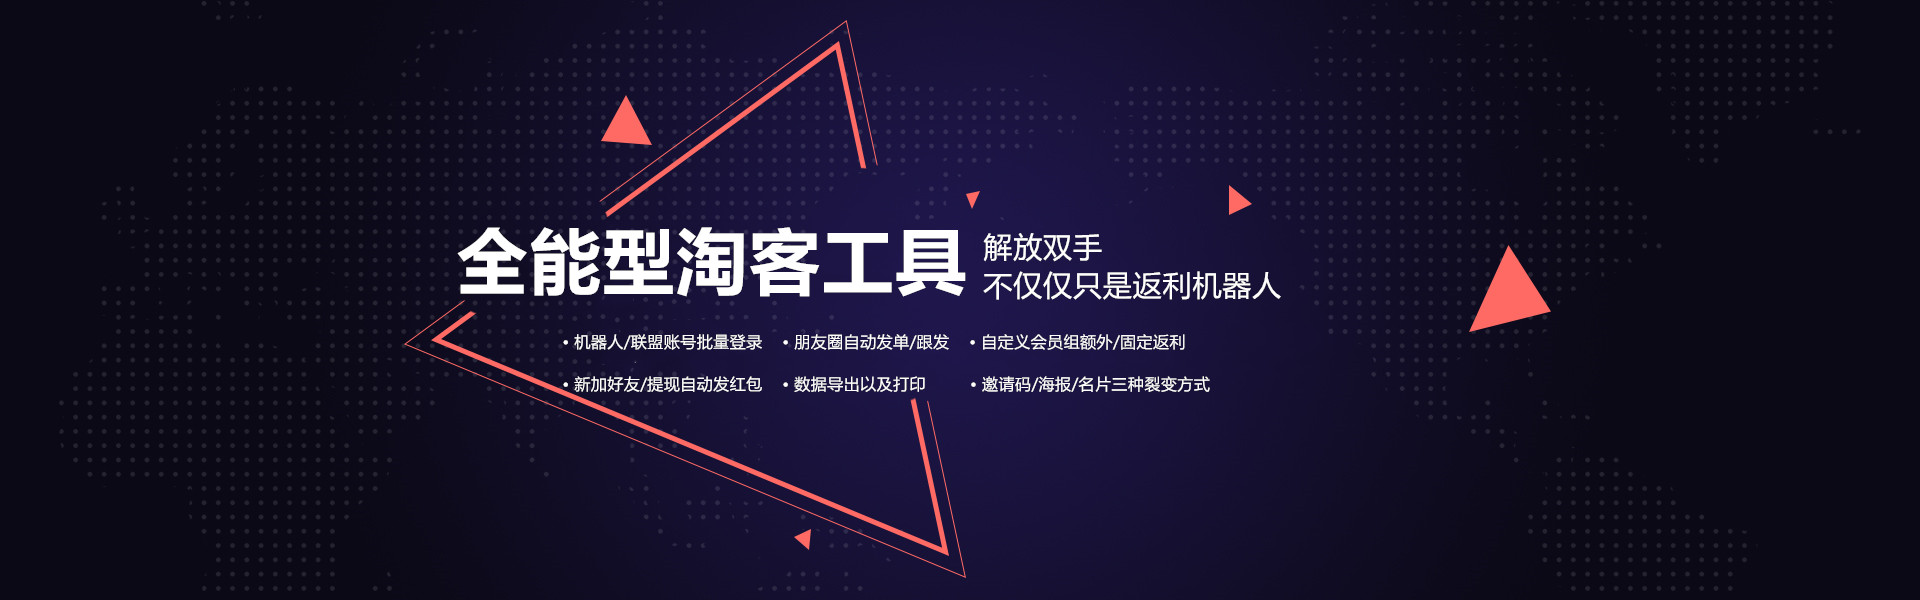 全能型淘客工具
解放双手
不仅仅只是返利机器人
• 机器人/联盟账号批量登录 • 朋友圈自动发单/跟发 • 自定义会员组额外/固定返利
• 新加好友/提现自动发红包 • 数据导出以及打印 • 邀请码/海报/名片三种裂变方式